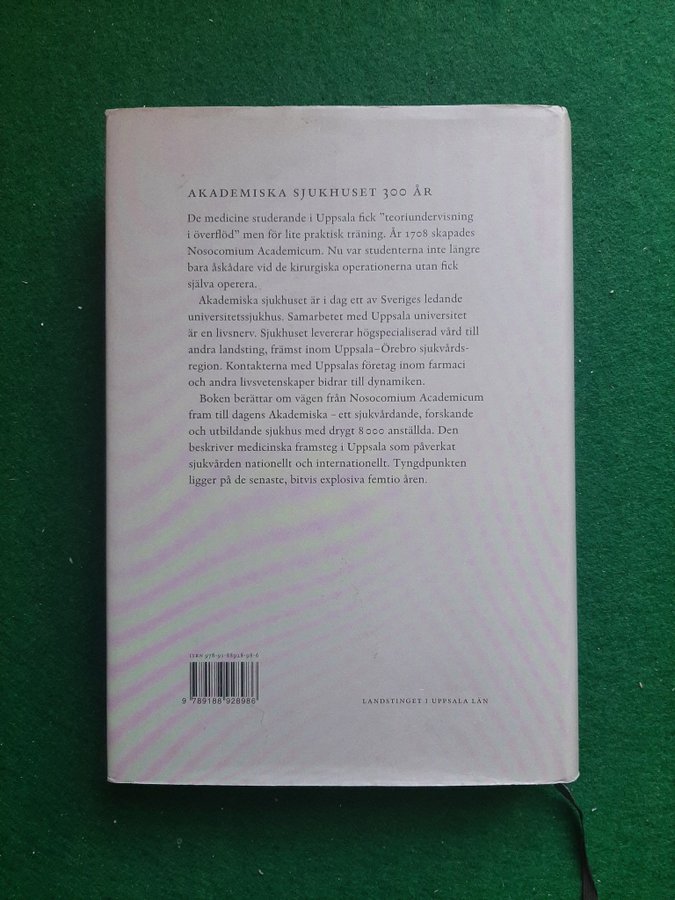 AKADEMISKA SJUKHUSET 300 ÅR
De medicine studerande i Uppsala fick "teoriundervisning
i överflöd" men för lite praktisk träning. År 1708 skapades
Nosocomium Academicum. Nu var studenterna inte längre
bara åskådare vid de kirurgiska operationerna utan fick
själva operera.
Akademiska sjukhuset är i dag ett av Sveriges ledande
universitetssjukhus. Samarbetet med Uppsala universitet
är en livsnerv. Sjukhuset levererar högspecialiserad vård till
andra landsting, främst inom Uppsala–Örebro sjukvårds-
region. Kontakterna med Uppsalas företag inom farmaci
och andra livsvetenskaper bidrar till dynamiken.
Boken berättar om vägen från Nosocomium Academicum
fram till dagens Akademiska – ett sjukvårdande, forskande
och utbildande sjukhus med drygt 8 000 anställda. Den
beskriver medicinska framsteg i Uppsala som påverkat
sjukvården nationellt och internationellt. Tyngdpunkten
ligger på de senaste, bitvis explosiva femtio åren.
ISBN 978-91-88928-98-6
9 789188 928986
LANDSTINGET I UPPSALA LÄN